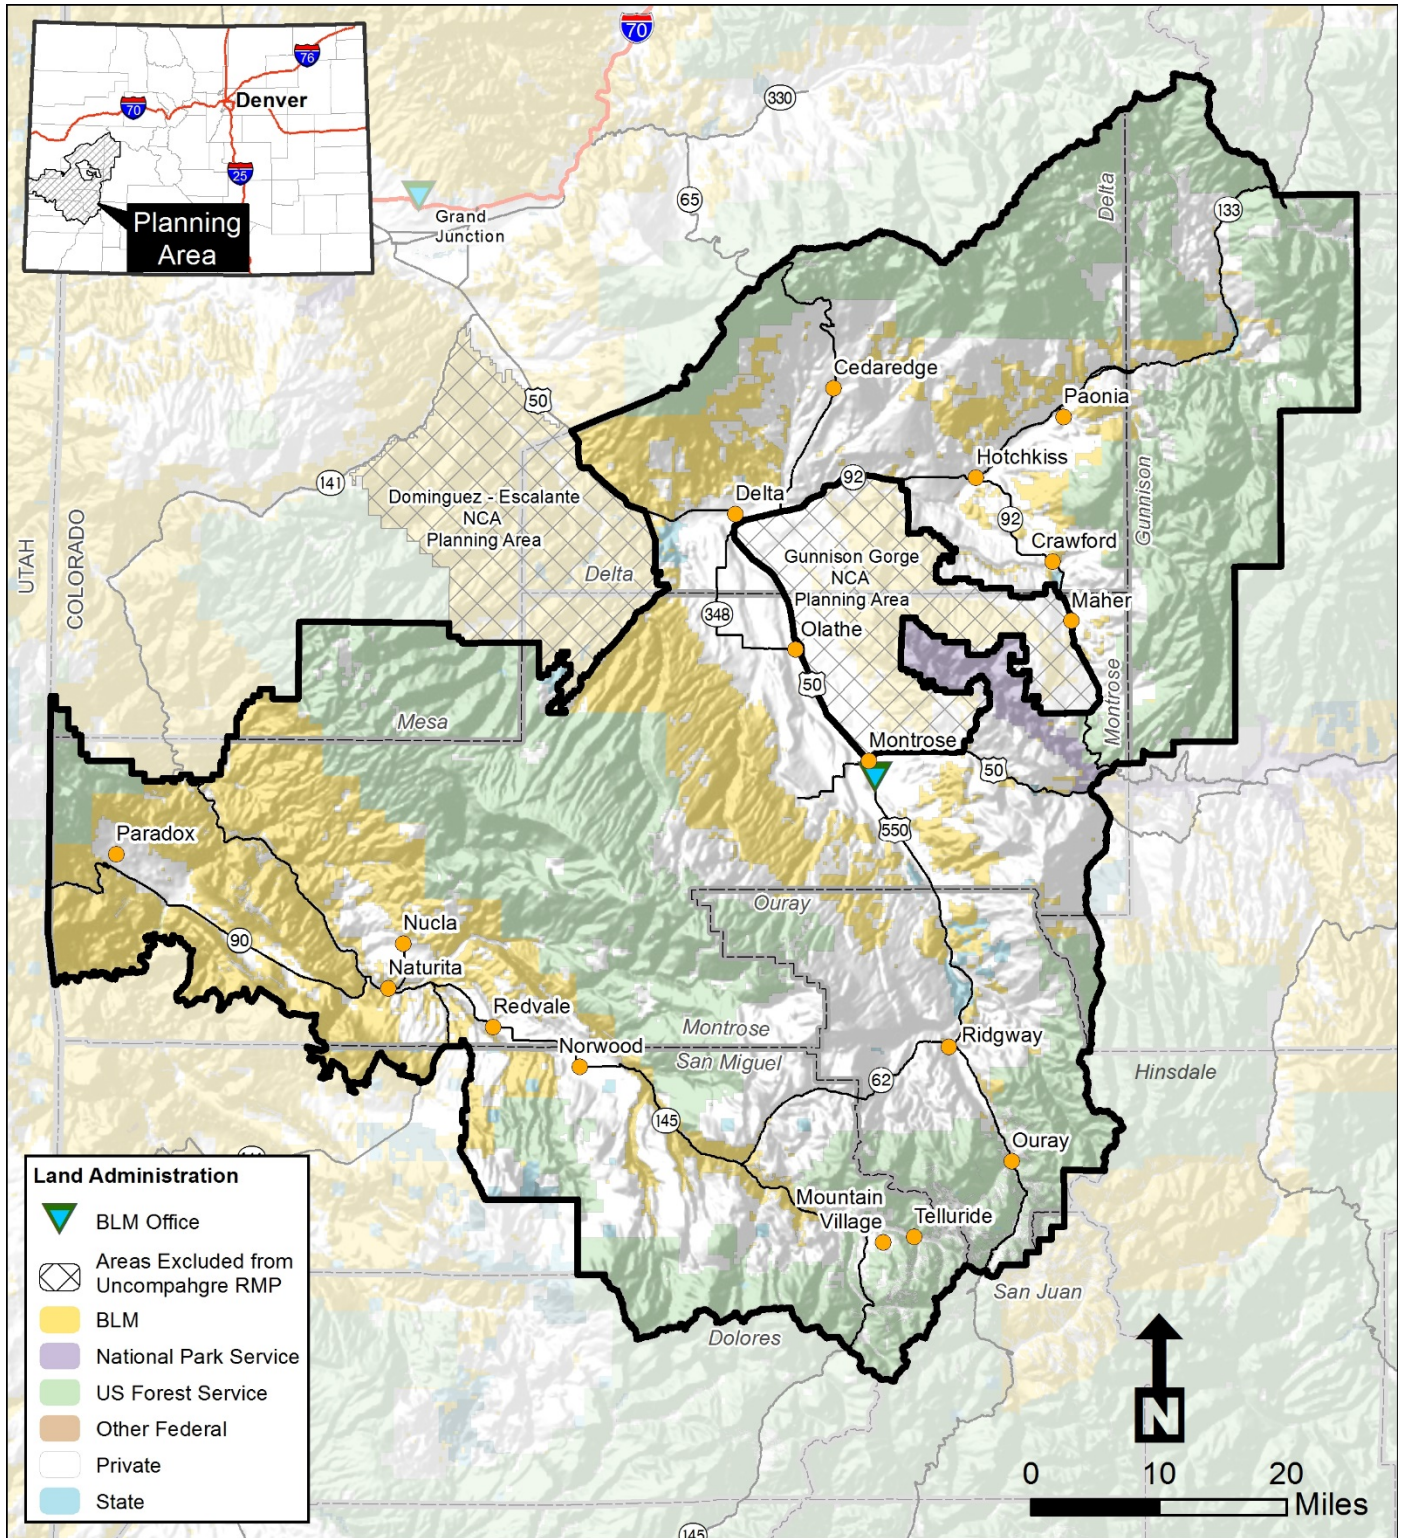 70
76
Denver
70
25
Planning
Area
330
65
Grand
Junction
133
Delta
50
Cedaredge
Paonia
141
Hotchkiss
92
Dominguez - Escalante
NCA
Planning Area
Delta
92
Gunnison
Crawford
Gunnison Gorge
NCA
Planning Area
UTAH
COLORADO
Delta
348
Maher
Olathe
50
Montrose
Mesa
Montrose
50
550
Paradox
Ouray
Nucla
90
Naturita
Redvale
Montrose
Norwood
San Miguel
Ridgway
62
Hinsdale
145
Ouray
Mountain
Village
Telluride
San Juan
Dolores
Land Administration
BLM Office
Areas Excluded from
Uncompahgre RMP
BLM
National Park Service
US Forest Service
Other Federal
Private
State
N
0 10 20
Miles
145